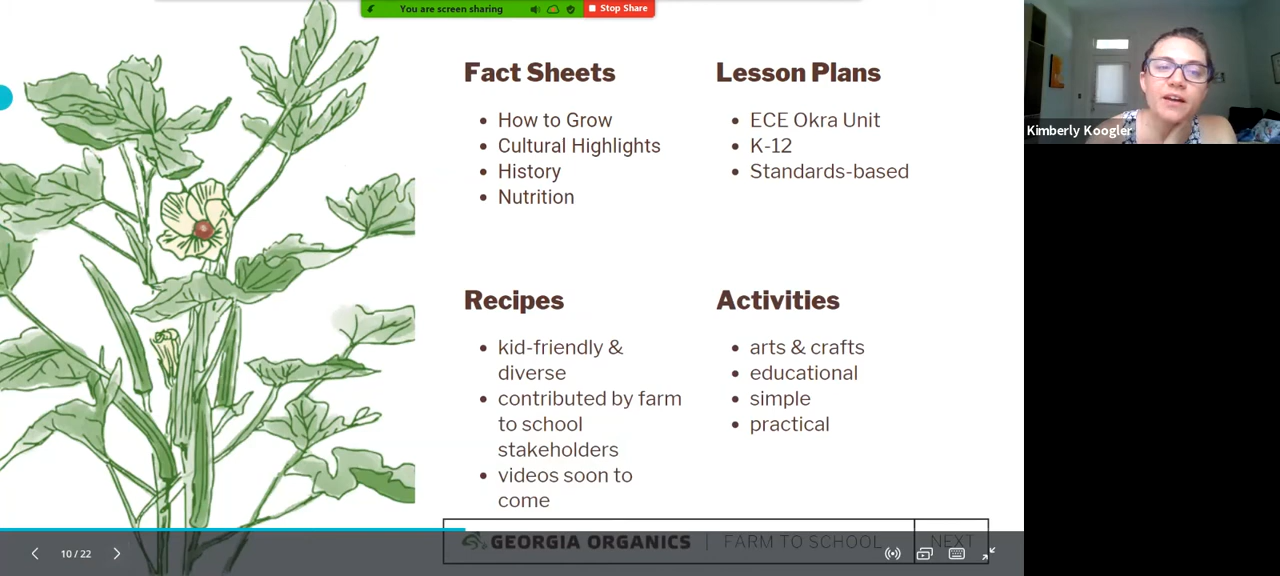 You are screen sharing
Stop Share
Fact Sheets
How to Grow
Cultural Highlights
History
Nutrition
Lesson Plans
ECE Okra Unit
K-12
Standards-based
Recipes
kid-friendly &
diverse
contributed by farm
to school
stakeholders
videos soon to
come
Activities
arts & crafts
educational
simple
practical
GEORGIA ORGANICS | FARM TO SCHOOL
NEXT
10 / 22
Kimberly Koogler